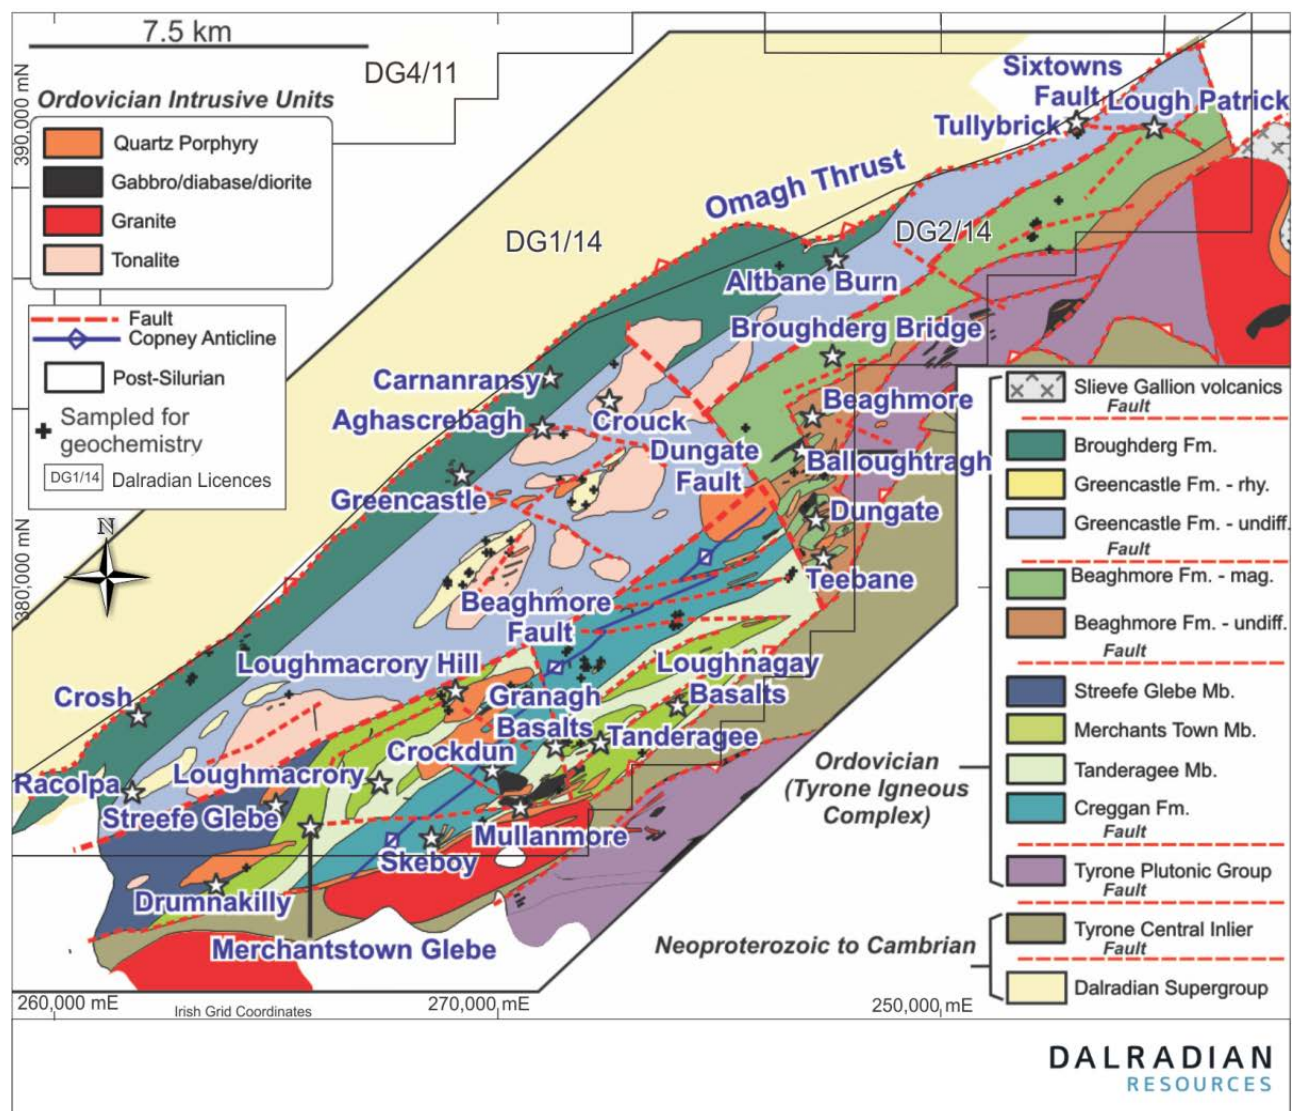 7.5 km
DG4/11
Ordovician Intrusive Units
Quartz Porphyry
Gabbro/diabase/diorite
Granite
Tonalite
Fault
Copney Anticline
Post-Silurian
Sampled for
geochemistry
DG1/14
Dalradian Licences
390,000 mN
380,000 mN
N
Sixtowns
Fault
Lough Patrick
Tullybrick
Omagh Thrust
DG1/14
DG2/14
Altbane Burn
Broughderg Bridge
Carnanransy
Aghascrebagh
Crouck
Beaghmore
Dungate
Fault
Balloughtragh
Greencastle
Dungate
Teebane
Beaghmore
Fault
Loughmacrory Hill
Loughnagay
Basalts
Granagh
Basalts
Crosh
Tanderagee
Crockdun
Loughmacrory
Racolpa
Streefe Glebe
Mullanmore
Skeboy
Drumnakilly
Merchantstown Glebe
Slieve Gallion volcanics
Fault
Broughderg Fm.
Greencastle Fm. - rhy.
Greencastle Fm. - undiff.
Fault
Beaghmore Fm. - mag.
Beaghmore Fm. - undiff.
Fault
Streefe Glebe Mb.
Merchants Town Mb.
Tanderagee Mb.
Creggan Fm.
Fault
Tyrone Plutonic Group
Fault
Tyrone Central Inlier
Fault
Dalradian Supergroup
Ordovician
(Tyrone Igneous
Complex)
Neoproterozoic to Cambrian
260,000 mE
Irish Grid Coordinates
270,000 mE
250,000 mE
DALRADIAN
RESOURCES